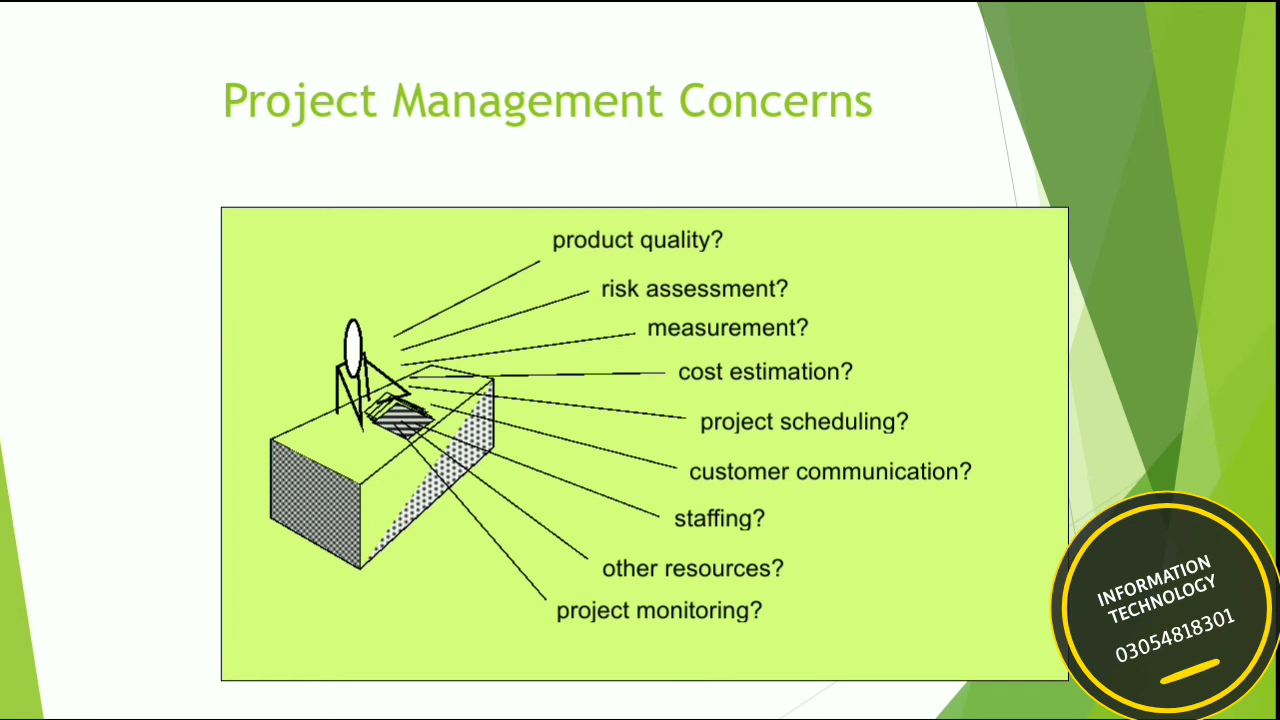 Project Management Concerns
product quality?
risk assessment?
measurement?
cost estimation?
project scheduling?
customer communication?
staffing?
other resources?
project monitoring?
INFORMATION
TECHNOLOGY
03054818301